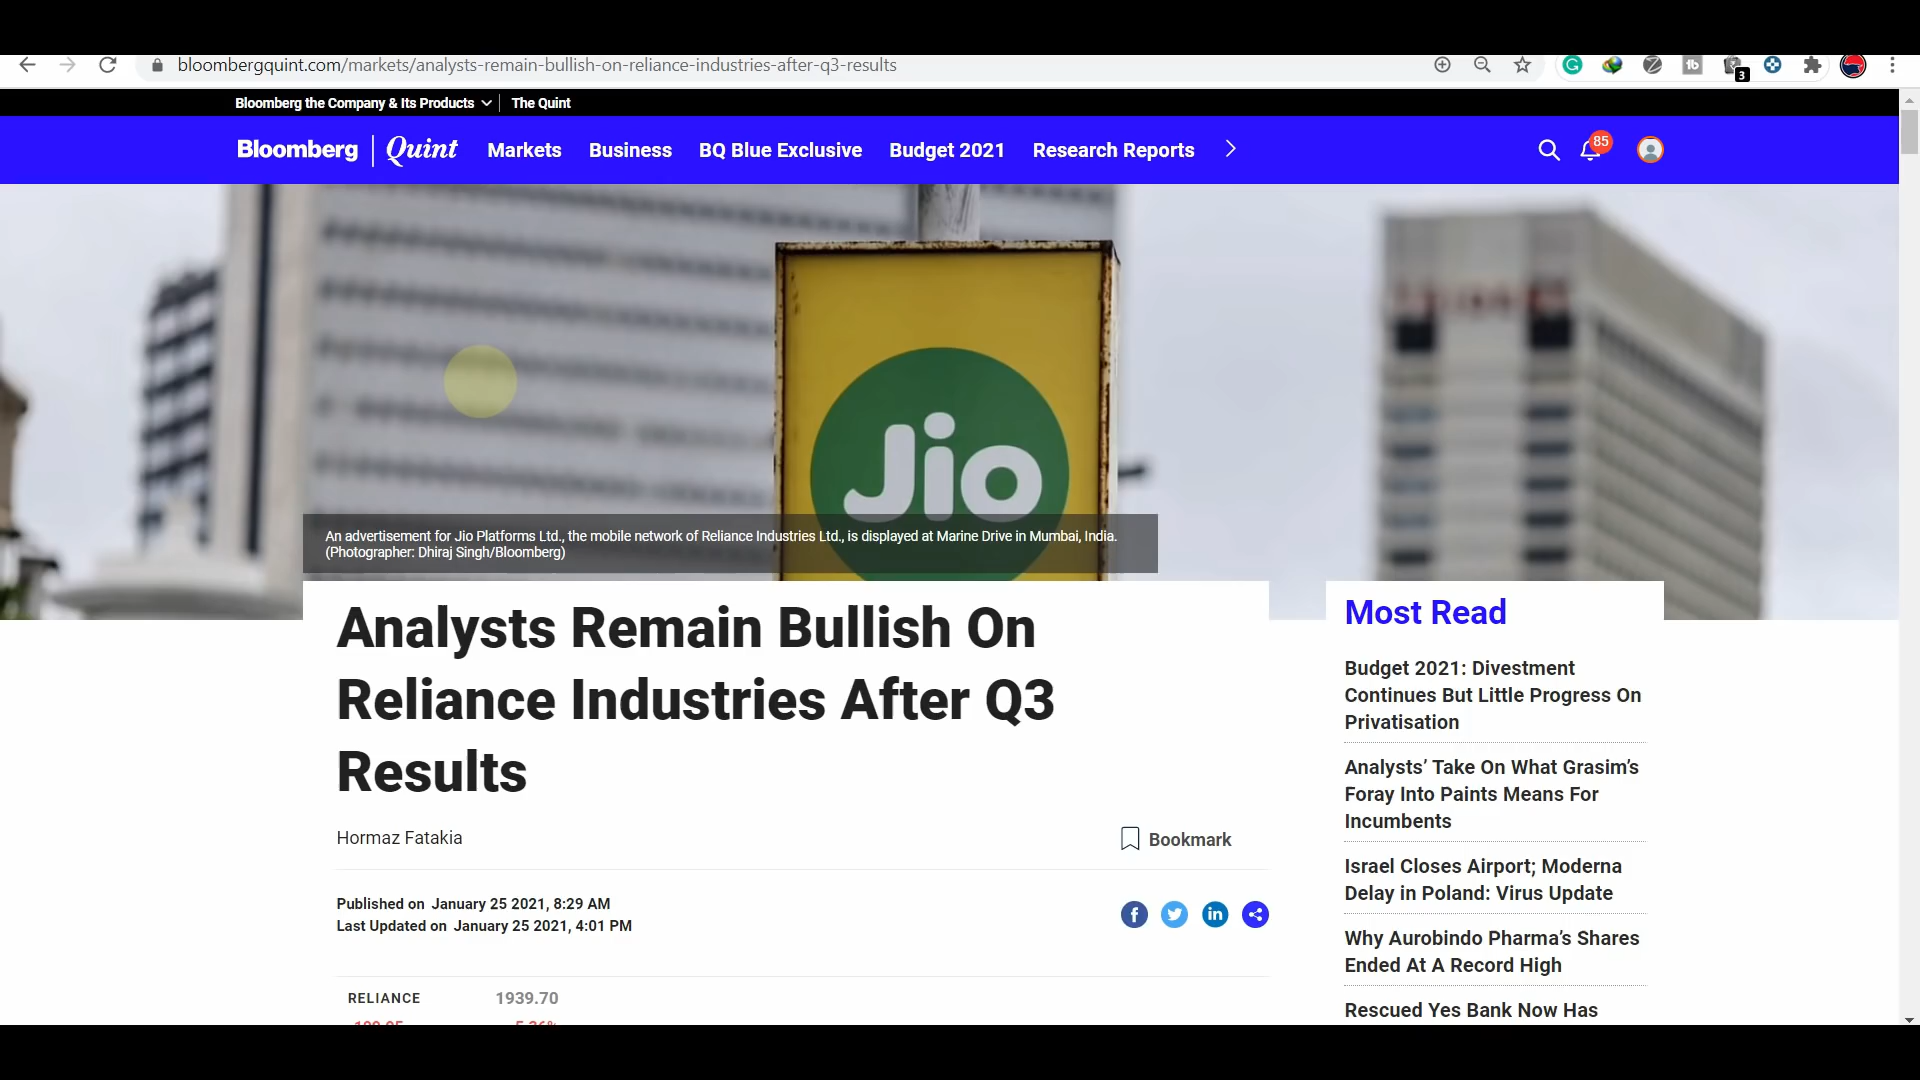 bloombergquint.com/markets/analysts-remain-bullish-on-reliance-industries-after-q3-results
3
Bloomberg the Company & Its Products
The Quint
Bloomberg | Quint
Markets
Business
BQ Blue Exclusive
Budget 2021
Research Reports
85
Jio
An advertisement for Jio Platforms Ltd., the mobile network of Reliance Industries Ltd., is displayed at Marine Drive in Mumbai, India.
(Photographer: Dhiraj Singh/Bloomberg)
Analysts Remain Bullish On
Reliance Industries After Q3
Results
Hormaz Fatakia
Bookmark
Published on January 25 2021, 8:29 AM
Last Updated on January 25 2021, 4:01 PM
RELIANCE 1939.70
Most Read
Budget 2021: Divestment
Continues But Little Progress On
Privatisation
Analysts’ Take On What Grasim’s
Foray Into Paints Means For
Incumbents
Israel Closes Airport; Moderna
Delay in Poland: Virus Update
Why Aurobindo Pharma’s Shares
Ended At A Record High
Rescued Yes Bank Now Has